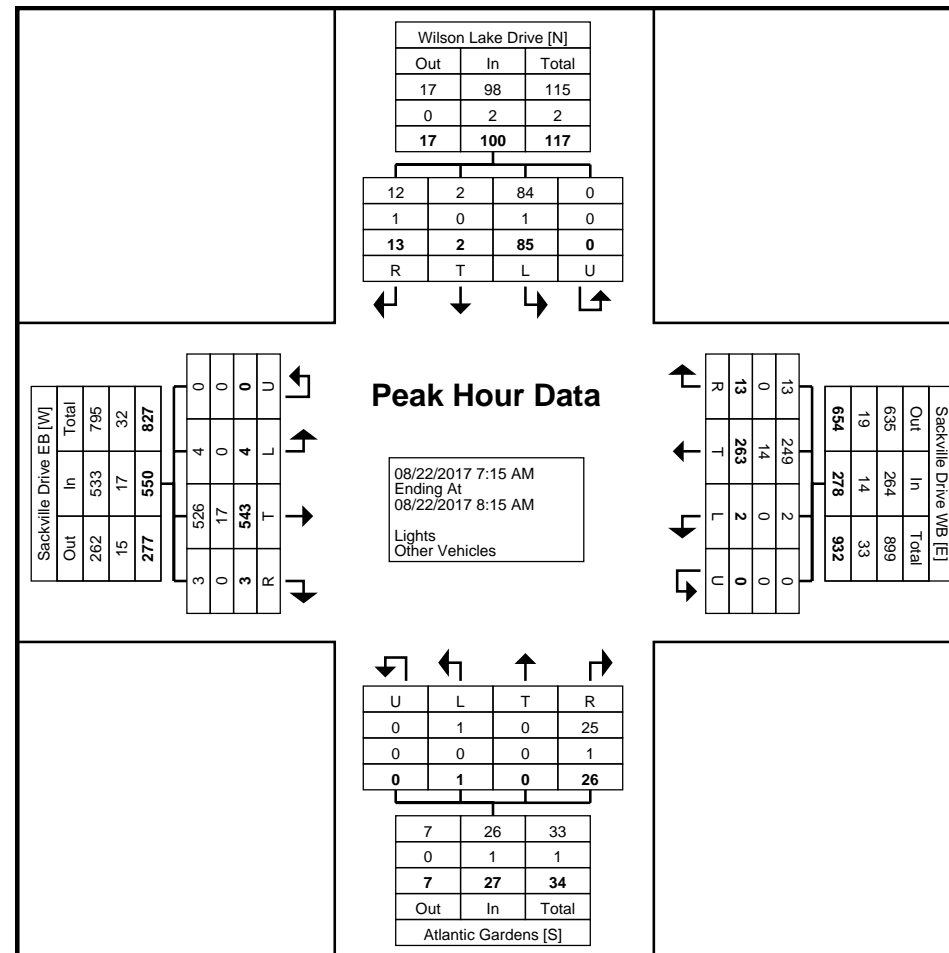 Wilson Lake Drive [N]
Out In Total
17 98 115
0 2 2
17 100 117
12 2 84 0
1 0 1 0
13 2 85 0
R T L U
Sackville Drive EB [W]
Total In Out
795 533 262
32 17 15
827 550 277
0 4 526 3
0 0 17 0
0 4 543 3
U L T R
Peak Hour Data
08/22/2017 7:15 AM
Ending At
08/22/2017 8:15 AM
Lights
Other Vehicles
R T L U
13 263 2 0
0 14 0 0
13 249 2 0
Sackville Drive WB [E]
Out In Total
635 264 899
19 14 33
654 278 932
U L T R
0 1 0 25
0 0 0 1
0 1 0 26
7 26 33
0 1 1
7 27 34
Out In Total
Atlantic Gardens [S]